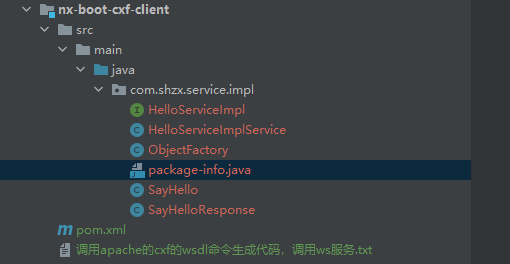 nx-boot-cxf-client
src
main
java
com.shzx.service.impl
HelloServiceImpl
HelloServiceImplService
ObjectFactory
package-info.java
SayHello
SayHelloResponse
pom.xml
调用apache的cxf的wsdl命令生成代码，调用ws服务.txt